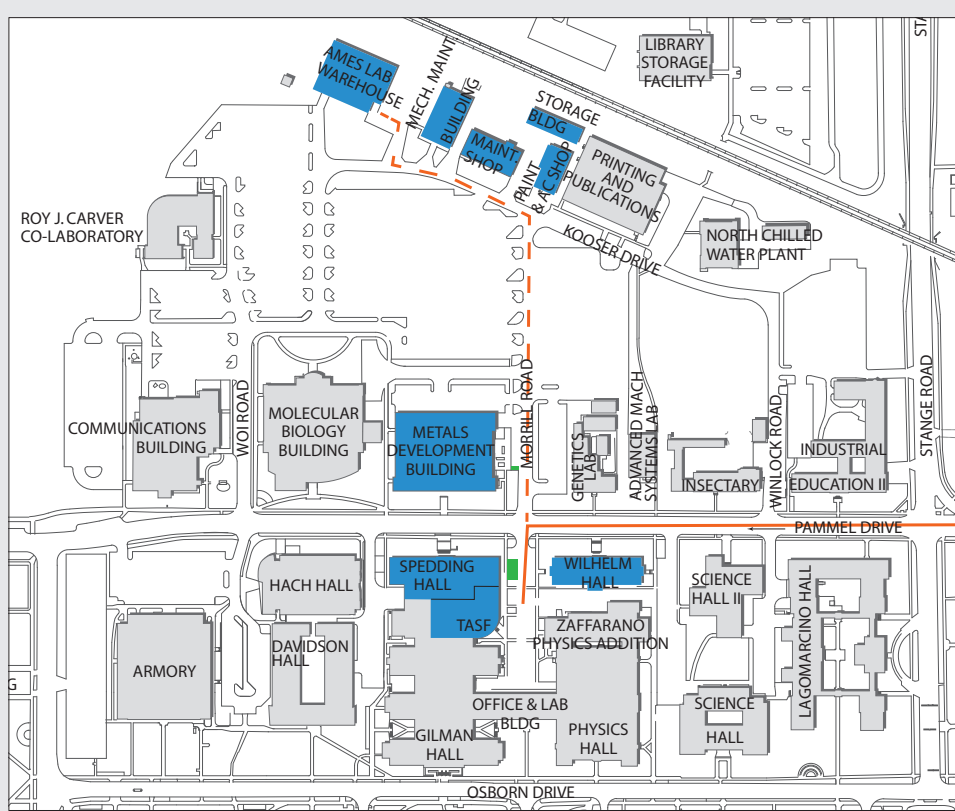 STA
LIBRARY
STORAGE
FACILITY
AMES LAB
WAREHOUSE
MECH. MAINT.
BUILDING
STORAGE
BLDG
MAINT.
SHOP
PAINT
& AC SHOP
PRINTING
AND
PUBLICATIONS
ROY J. CARVER
CO-LABORATORY
KOOSER DRIVE
NORTH CHILLED
WATER PLANT
COMMUNICATIONS
BUILDING
WOI ROAD
MOLECULAR
BIOLOGY
BUILDING
METALS
DEVELOPMENT
BUILDING
MORRILL ROAD
GENETICS
LAB
ADVANCED MACH
SYSTEMS LAB
INSECTARY
WINLOCK ROAD
INDUSTRIAL
EDUCATION II
STANGE ROAD
PAMMEL DRIVE
HACH HALL
SPEDDING
HALL
TASF
WILHELM
HALL
SCIENCE
HALL II
LAGOMARCINO HALL
ARMORY
DAVIDSON
HALL
ZAFFARANO
PHYSICS ADDITION
G
OFFICE & LAB
BLDG
GILMAN
HALL
PHYSICS
HALL
SCIENCE
HALL
OSBORN DRIVE